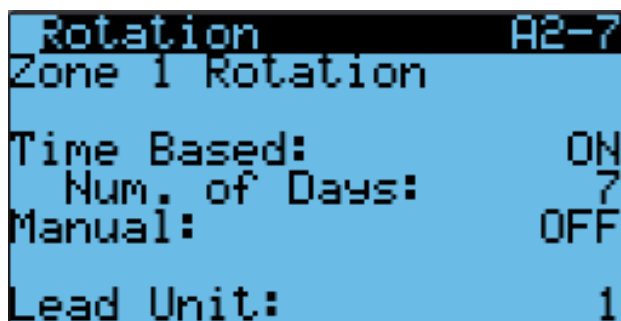 Rotation A2-7
Zone 1 Rotation
Time Based: ON
Num. of Days: 7
Manual: OFF
Lead Unit: 1